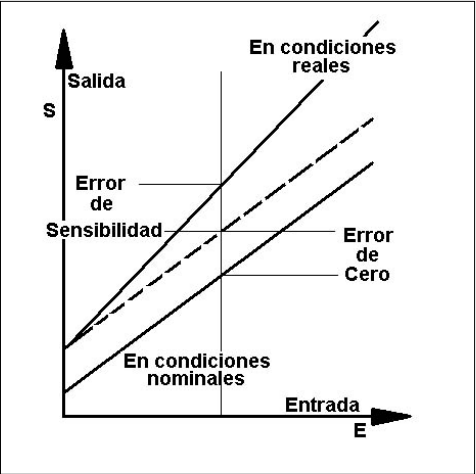 En condiciones
reales
Salida
S
Error
de
Sensibilidad
Error
de
Cero
En condiciones
nominales
Entrada
E